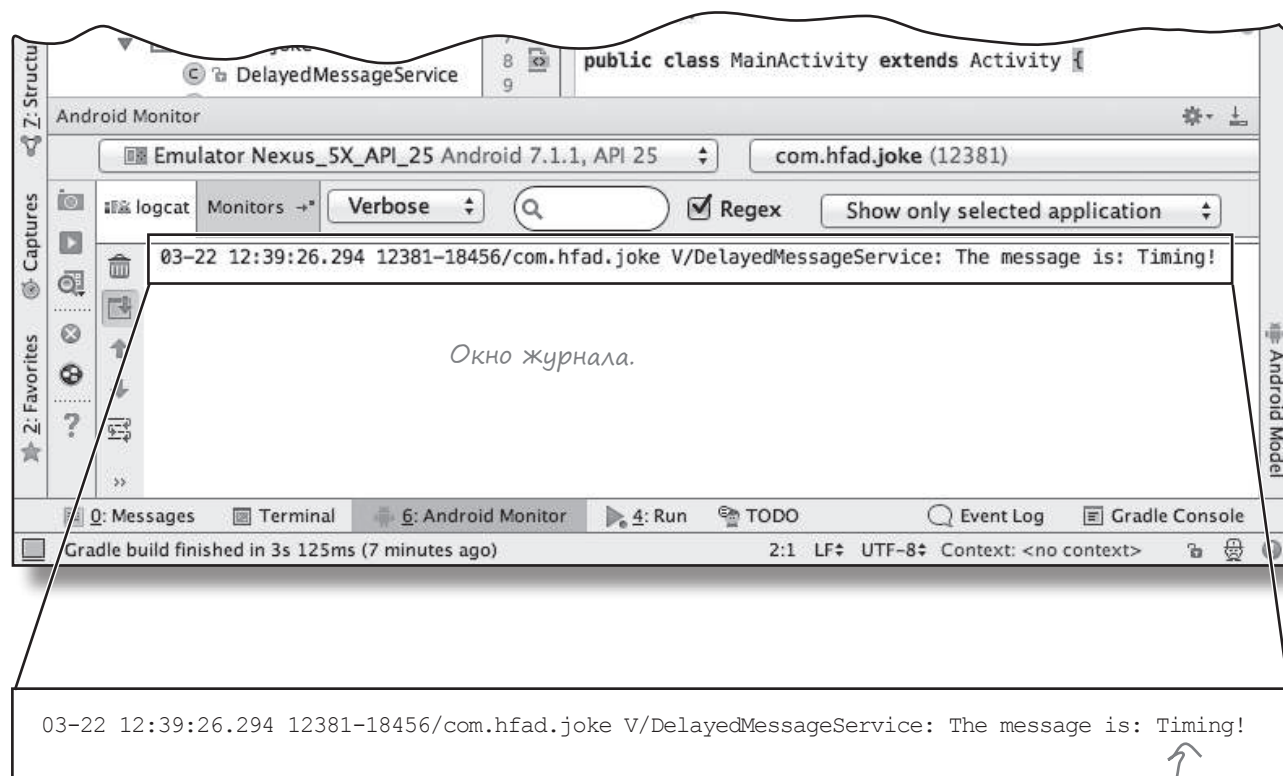 DelayedMessageService
8 public class MainActivity extends Activity {
9
Z: Structu
Android Monitor
Emulator Nexus_5X_API_25 Android 7.1.1, API 25 com.hfad.joke (12381)
logcat Monitors Verbose Regex Show only selected application
Captures
03-22 12:39:26.294 12381-18456/com.hfad.joke V/DelayedMessageService: The message is: Timing!
Окно журнала.
2: Favorites
Android Model
0: Messages Terminal 6: Android Monitor 4: Run TODO Event Log Gradle Console
Gradle build finished in 3s 125ms (7 minutes ago) 2:1 LF UTF-8 Context: <no context>
03-22 12:39:26.294 12381-18456/com.hfad.joke V/DelayedMessageService: The message is: Timing!